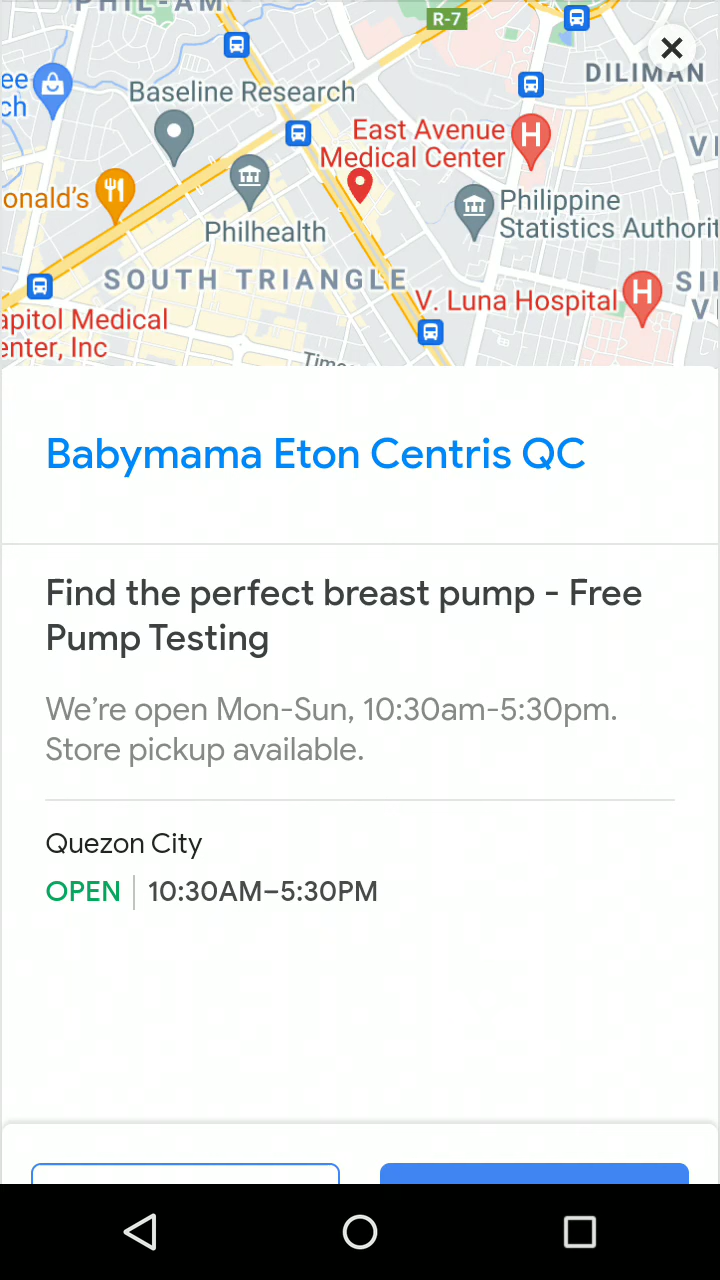 PHIL-AM
R-7
DILIMAN
ee
ch
Baseline Research
East Avenue
Medical Center
onald's
Philhealth
Philippine
Statistics Authorit
SOUTH TRIANGLE
V. Luna Hospital
apitol Medical
enter, Inc
Babymama Eton Centris QC
Find the perfect breast pump - Free
Pump Testing
We’re open Mon-Sun, 10:30am-5:30pm.
Store pickup available.
Quezon City
OPEN 10:30AM–5:30PM